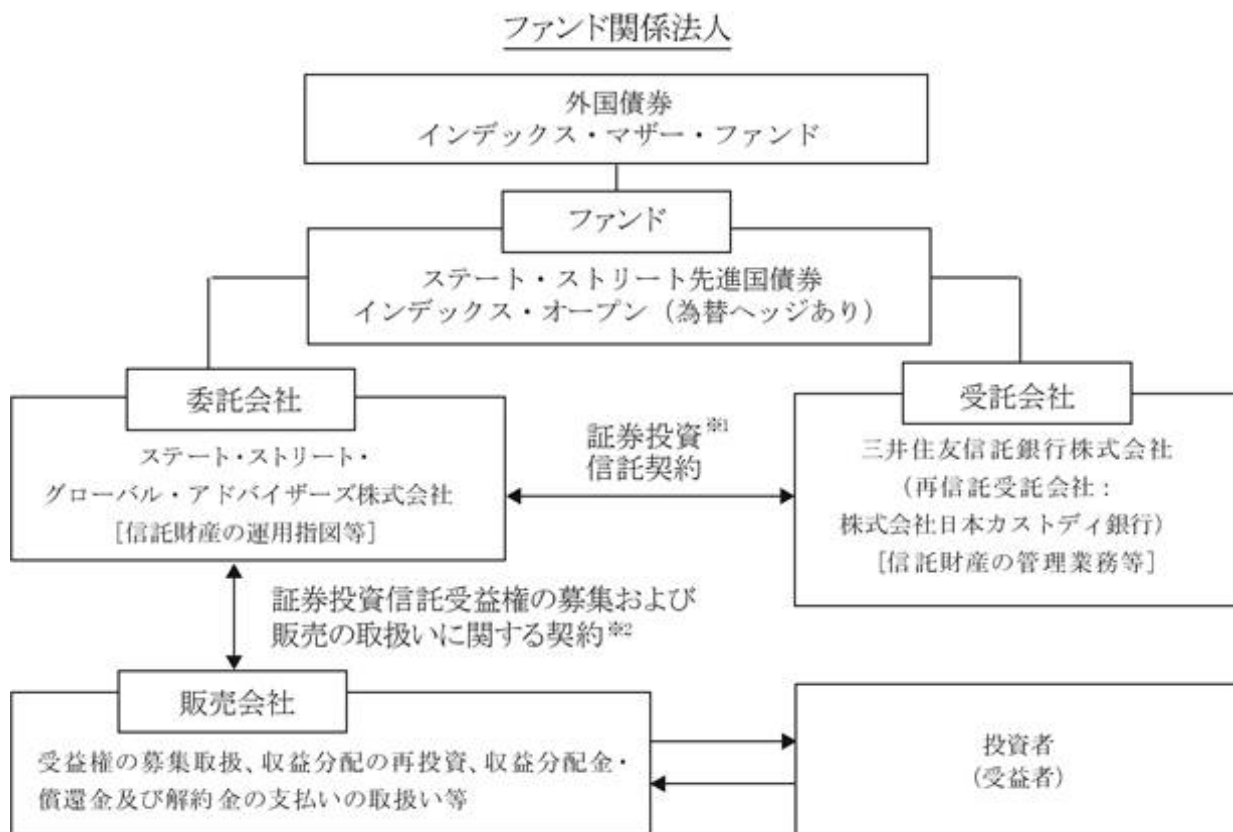 ファンド関係法人
外国債券
インデックス・マザー・ファンド
ファンド
ステート・ストリート先進国債券
インデックス・オープン（為替ヘッジあり）
委託会社
ステート・ストリート・
グローバル・アドバイザーズ株式会社
［信託財産の運用指図等］
証券投資※1
信託契約
受託会社
三井住友信託銀行株式会社
（再信託受託会社：
株式会社日本カストディ銀行）
［信託財産の管理業務等］
証券投資信託受益権の募集および
販売の取扱いに関する契約※2
販売会社
受益権の募集取扱、収益分配の再投資、収益分配金・
償還金及び解約金の支払いの取扱い等
投資者
（受益者）